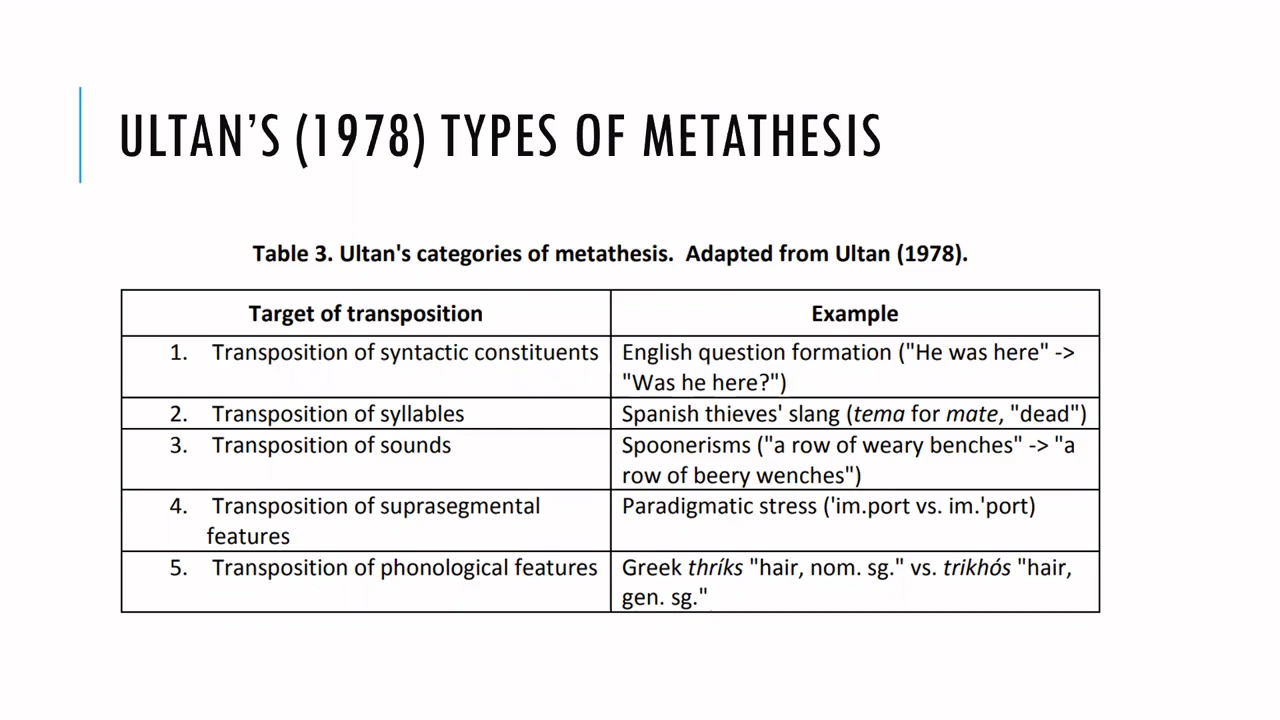 ULTAN'S (1978) TYPES OF METATHESIS
Table 3. Ultan's categories of metathesis.  Adapted from Ultan (1978).
Target of transposition
Example
1. Transposition of syntactic constituents
English question formation ("He was here" ->
"Was he here?")
2. Transposition of syllables
Spanish thieves' slang (tema for mate, "dead")
3. Transposition of sounds
Spoonerisms ("a row of weary benches" -> "a
row of beery wenches")
4. Transposition of suprasegmental
features
Paradigmatic stress ('im.port vs. im.'port)
5. Transposition of phonological features
Greek thríks "hair, nom. sg." vs. trikhós "hair,
gen. sg."